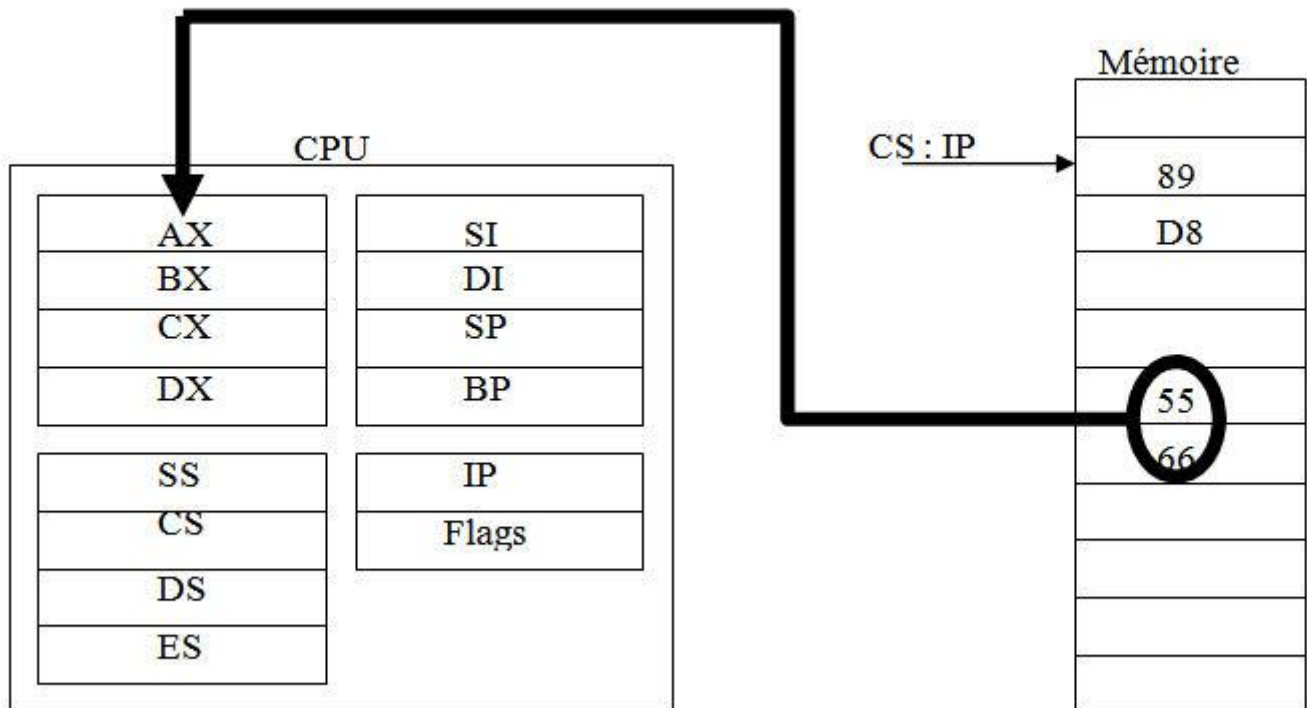 Mémoire
CPU
CS : IP
89
D8
55
66
AX
BX
CX
DX
SI
DI
SP
BP
SS
CS
DS
ES
IP
Flags